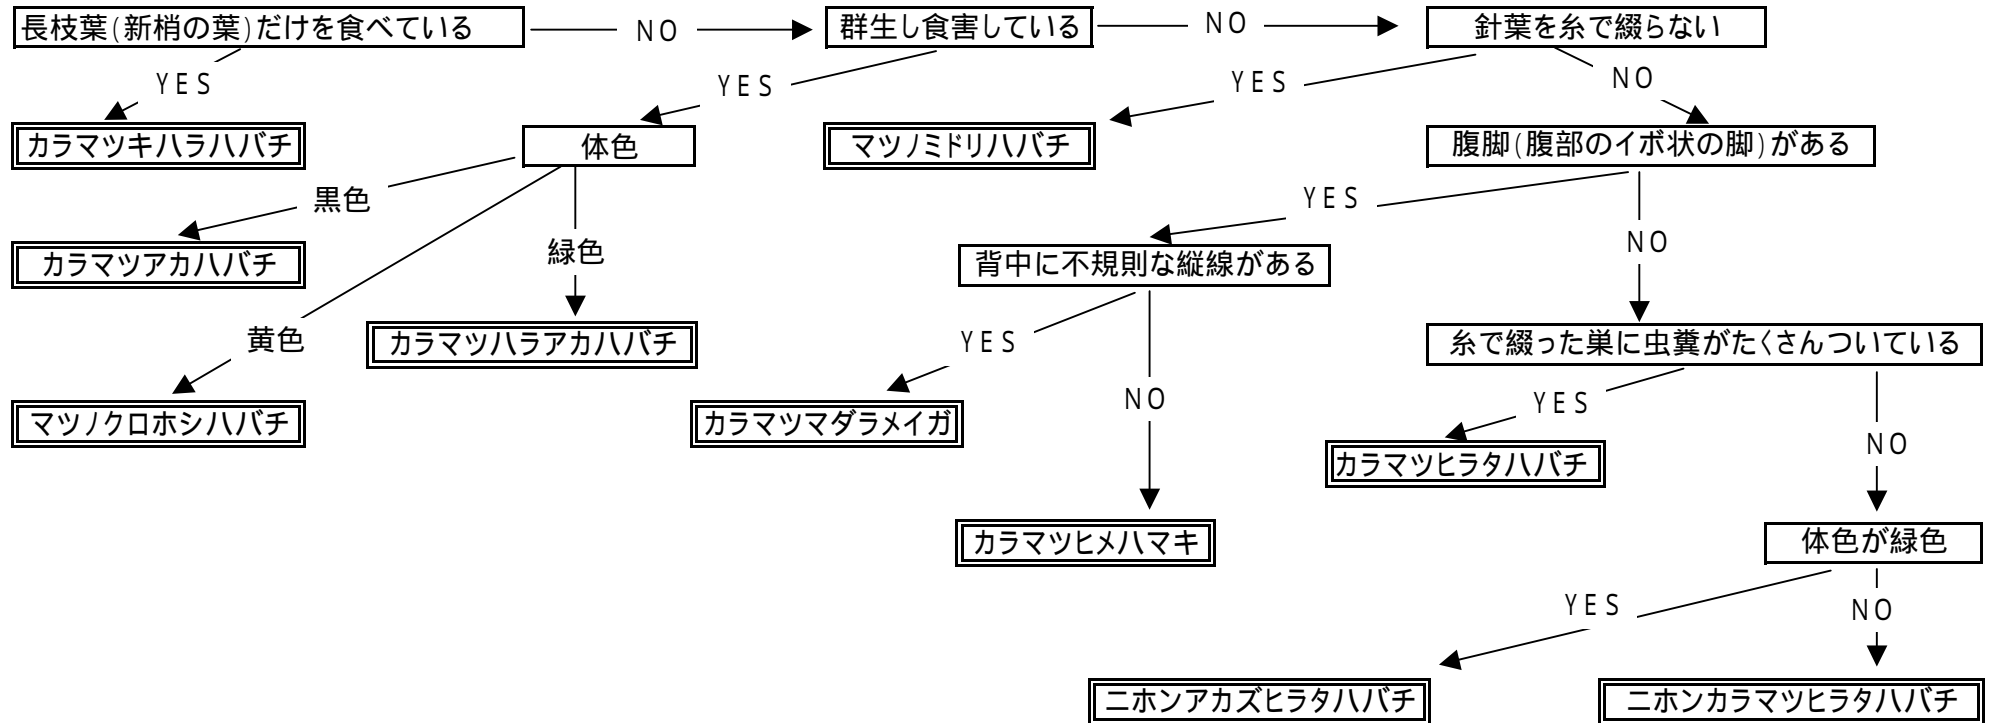 長枝葉(新梢の葉)だけを食べている
NO
群生し食害している
NO
針葉を糸で綴らない
YES
YES
YES
NO
カラマツキハラハバチ
体色
マツノミドリハバチ
腹脚(腹部のイボ状の脚)がある
黒色
YES
カラマツアカハバチ
緑色
背中に不規則な縦線がある
NO
黄色
カラマツハラアカハバチ
YES
糸で綴った巣に虫糞がたくさんついている
マツノクロホシハバチ
カラマツマダラメイガ
NO
YES
カラマツヒラタハバチ
NO
カラマツヒメハマキ
体色が緑色
YES
NO
ニホンアカズヒラタハバチ
ニホンカラマツヒラタハバチ